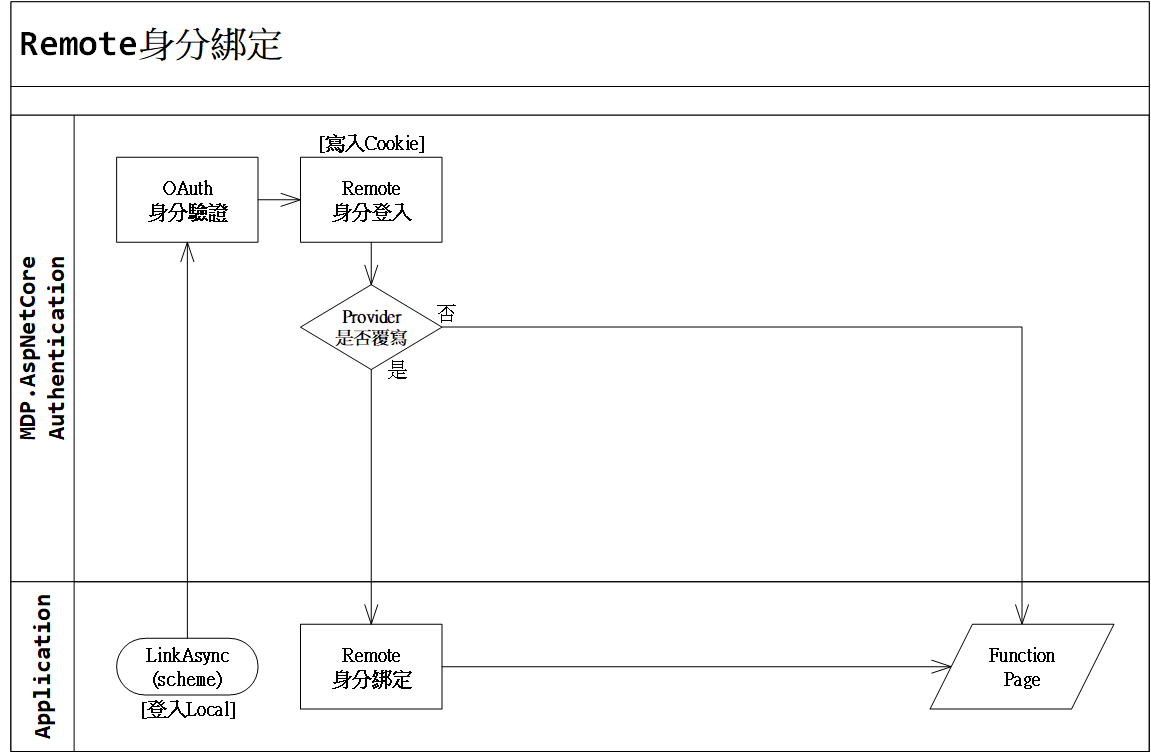 Remote身分綁定
MDP.AspNetCore
Authentication
[寫入Cookie]
OAuth
身分驗證
Remote
身分登入
Provider
是否覆寫
否
是
Application
LinkAsync
(scheme)
[登入Local]
Remote
身分綁定
Function
Page